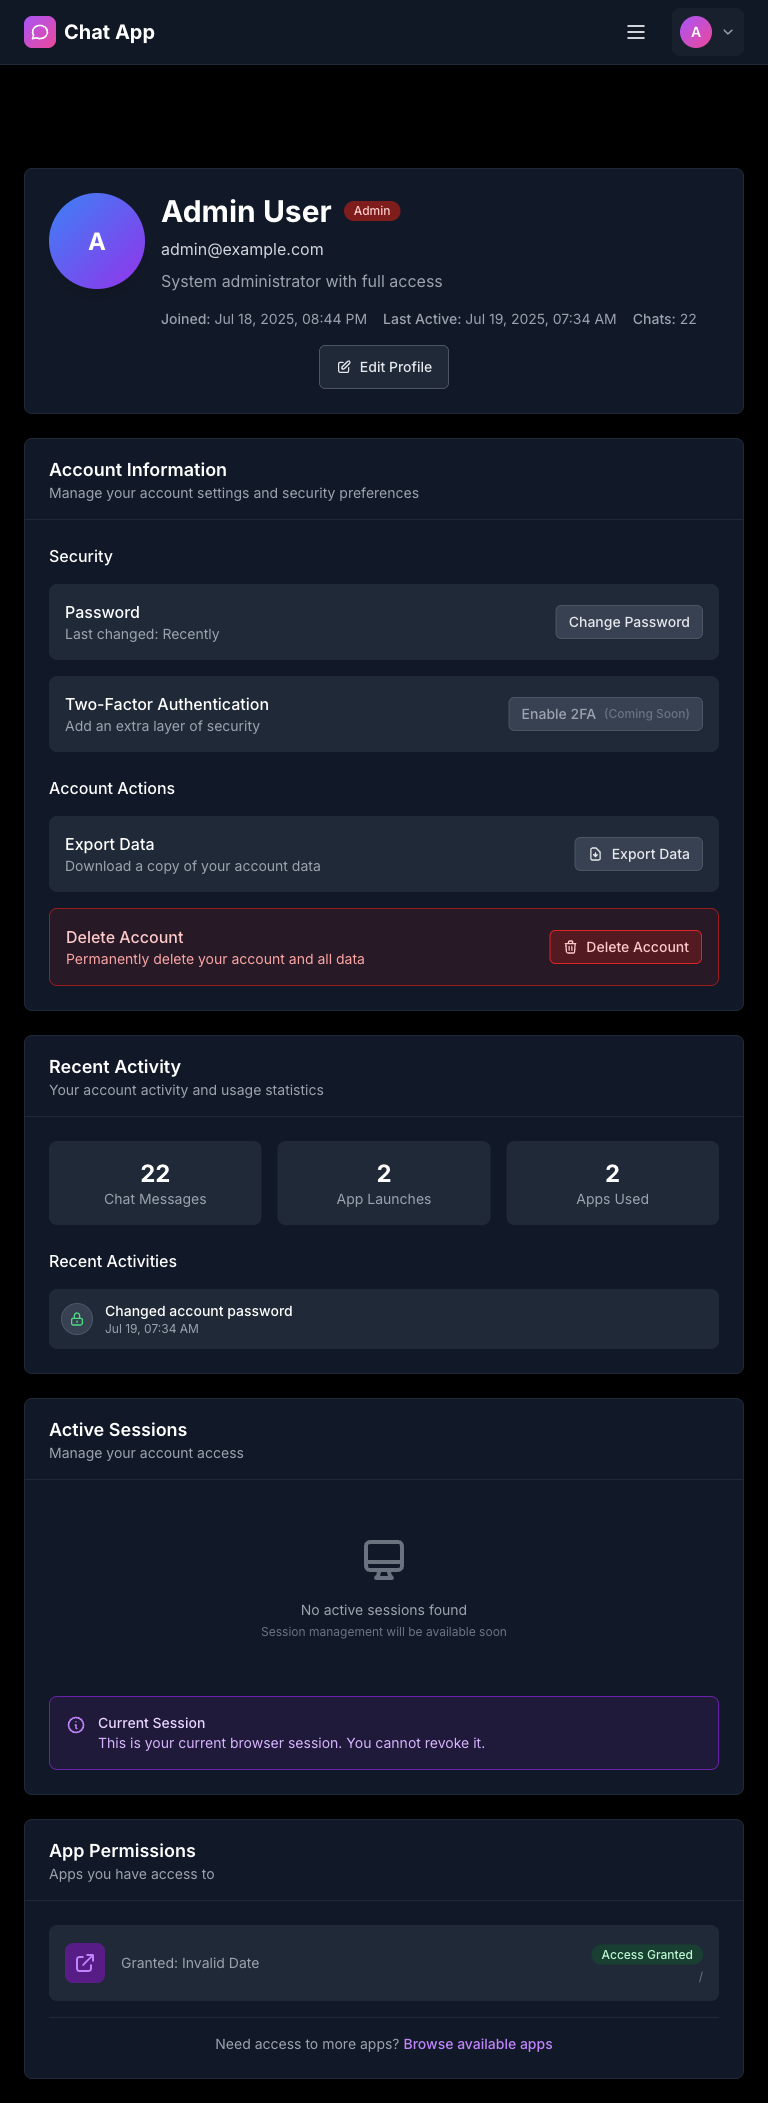 Chat App
A
A
Admin User Admin
admin@example.com
System administrator with full access
Joined: Jul 18, 2025, 08:44 PM Last Active: Jul 19, 2025, 07:34 AM Chats: 22
Edit Profile
Account Information
Manage your account settings and security preferences
Security
Password
Last changed: Recently
Change Password
Two-Factor Authentication
Add an extra layer of security
Enable 2FA (Coming Soon)
Account Actions
Export Data
Download a copy of your account data
Export Data
Delete Account
Permanently delete your account and all data
Delete Account
Recent Activity
Your account activity and usage statistics
22
Chat Messages
2
App Launches
2
Apps Used
Recent Activities
Changed account password
Jul 19, 07:34 AM
Active Sessions
Manage your account access
No active sessions found
Session management will be available soon
Current Session
This is your current browser session. You cannot revoke it.
App Permissions
Apps you have access to
Granted: Invalid Date
Access Granted
/
Need access to more apps? Browse available apps